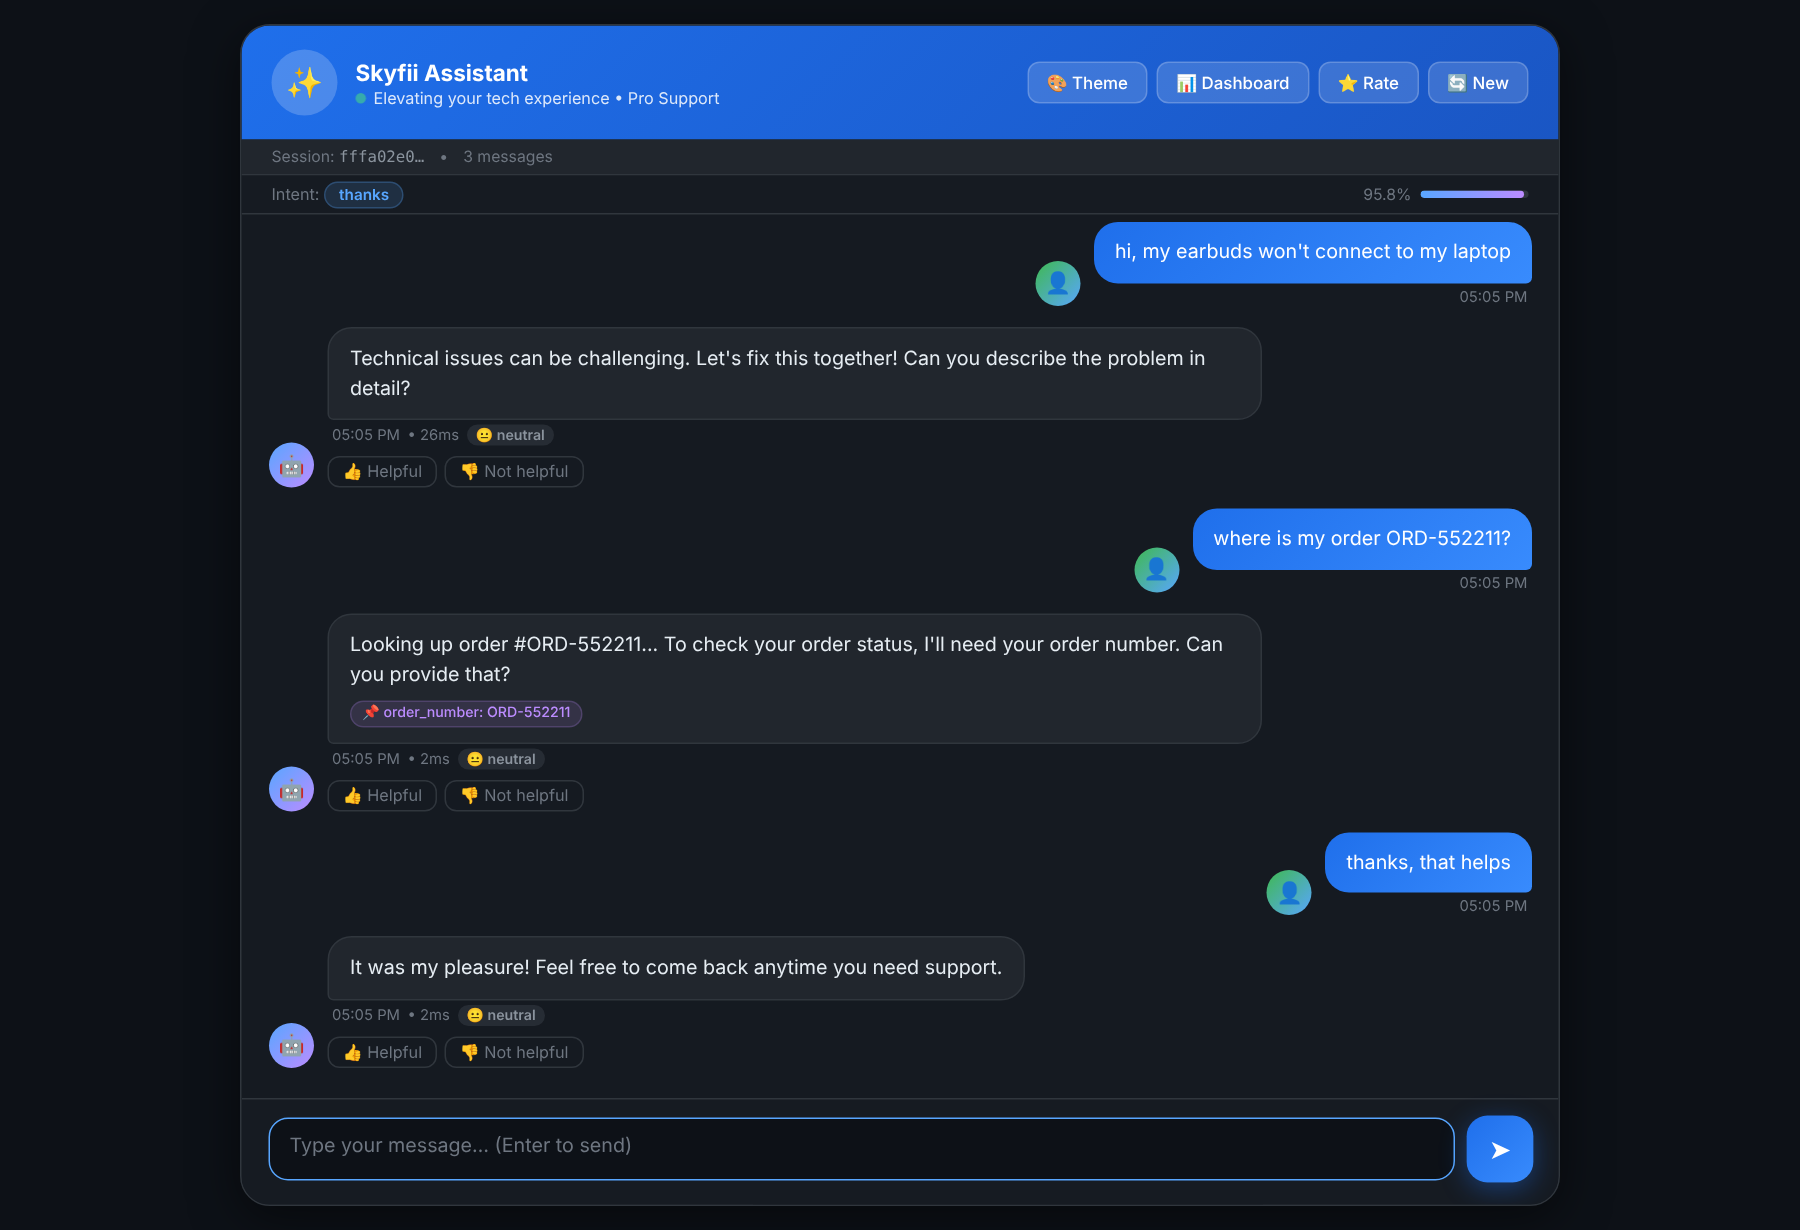 Skyfii Assistant
Elevating your tech experience • Pro Support
🎨 Theme
📊 Dashboard
⭐ Rate
🔄 New
Session: fffa02e0… • 3 messages
Intent: thanks
95.8%
hi, my earbuds won't connect to my laptop
05:05 PM
Technical issues can be challenging. Let's fix this together! Can you describe the problem in
detail?
05:05 PM • 26ms 😐 neutral
👍 Helpful 👎 Not helpful
where is my order ORD-552211?
05:05 PM
Looking up order #ORD-552211... To check your order status, I'll need your order number. Can
you provide that?
📌 order_number: ORD-552211
05:05 PM • 2ms 😐 neutral
👍 Helpful 👎 Not helpful
thanks, that helps
05:05 PM
It was my pleasure! Feel free to come back anytime you need support.
05:05 PM • 2ms 😐 neutral
👍 Helpful 👎 Not helpful
Type your message... (Enter to send)